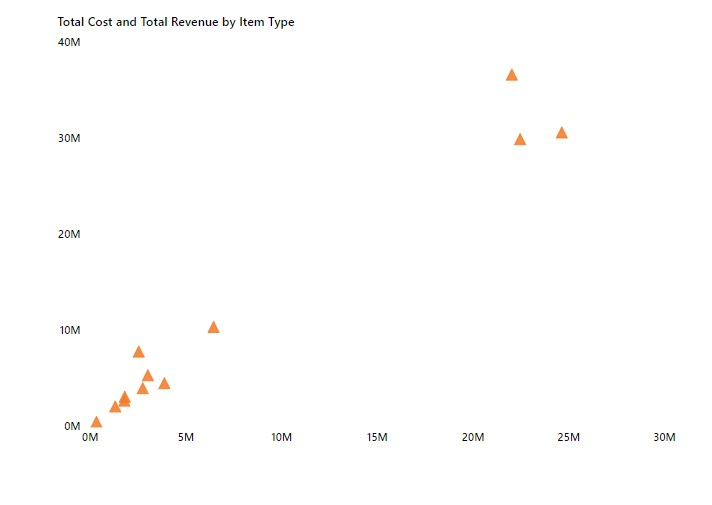 Total Cost and Total Revenue by Item Type
40M
30M
20M
10M
0M
0M 5M 10M 15M 20M 25M 30M